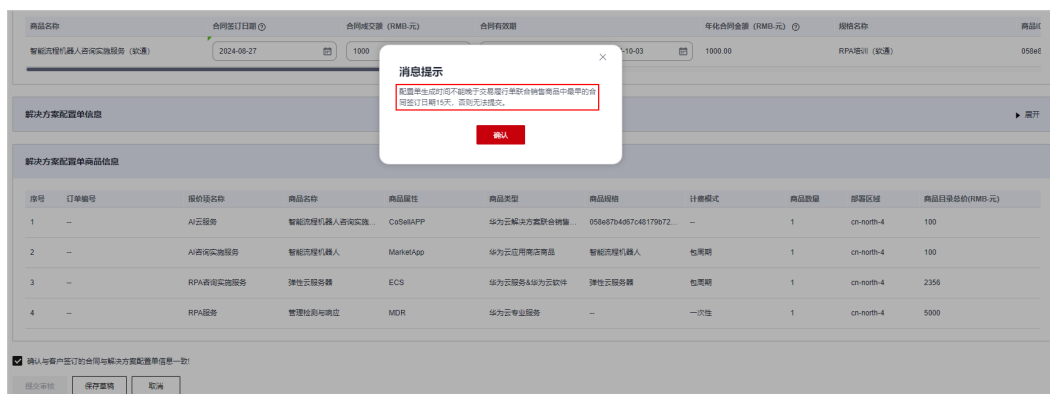 商品名称 合同签订日期 合同成交额 (RMB-元) 合同有效期 年化合同金额 (RMB-元) 规格名称 商品ID
智能流程机器人咨询实施服务 (软通) 2024-08-27 1000 -10-03 1000.00 RPA培训 (软通) 058e8
消息提示
配置单生成时间不能晚于交易履行单联合销售商品中最早的合
同签订日期15天，否则无法提交。
确认
解决方案配置单信息 展开
解决方案配置单商品信息
序号 订单编号 报价项名称 商品名称 商品属性 商品类型 商品规格 计费模式 商品数量 部署区域 商品目录总价(RMB-元)
1 -- AI云服务 智能流程机器人咨询实施... CoSellAPP 华为云解决方案联合销售... 058e87b4d67c48179b72... -- 1 cn-north-4 100
2 -- AI咨询实施服务 智能流程机器人 MarketApp 华为云应用商店商品 智能流程机器人 包周期 1 cn-north-4 100
3 -- RPA咨询实施服务 弹性云服务器 ECS 华为云服务&华为云软件 弹性云服务器 包周期 1 cn-north-4 2356
4 -- RPA服务 管理检测与响应 MDR 华为云专业服务 -- 一次性 1 cn-north-4 5000
确认与客户签订的合同与解决方案配置单信息一致!
提交审核 保存草稿 取消